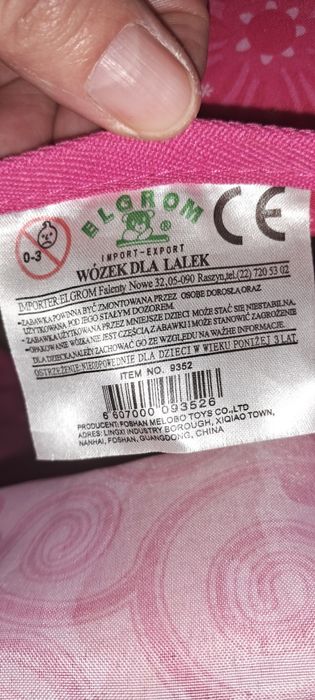 0-3
ELGROM
CE
IMPORT-EXPORT
WÓZEK DLA LALEK
IMPORTER:ELGROM Falenty Nowe 32,05-090 Raszyn,tel.(22) 720 53 02
-ZABAWKA POWINNA BYĆ ZMONTOWANA PRZEZ OSOBĘ DOROSŁĄ ORAZ
UŻYTKOWANA POD JEGO STAŁYM DOZOREM.
-ZABAWKA UŻYTKOWANA PRZEZ MNIEJSZE DZIECI MOŻE STAĆ SIĘ NIESTABILNA.
-OPAKOWANIE WÓZKA NIE JEST CZĘŚCIĄ ZABAWKI I MOŻE STANOWIĆ ZAGROŻENIE
DLA DZIECKA.NALEŻY ZACHOWAĆ GO ZE WZGLĘDU NA WAŻNE INFORMACJE.
OSTRZEŻENIE.NIEODPOWIEDNIE DLA DZIECI W WIEKU PONIŻEJ 3 LAT.
ITEM NO. 9352
6 607000 093526
PRODUCENT: FOSHAN MELOBO TOYS CO.,LTD
ADRES: LINGXI INDUSTRY BOROUGH, XIQIAO TOWN,
NANHAI, FOSHAN, GUANGDONG, CHINA